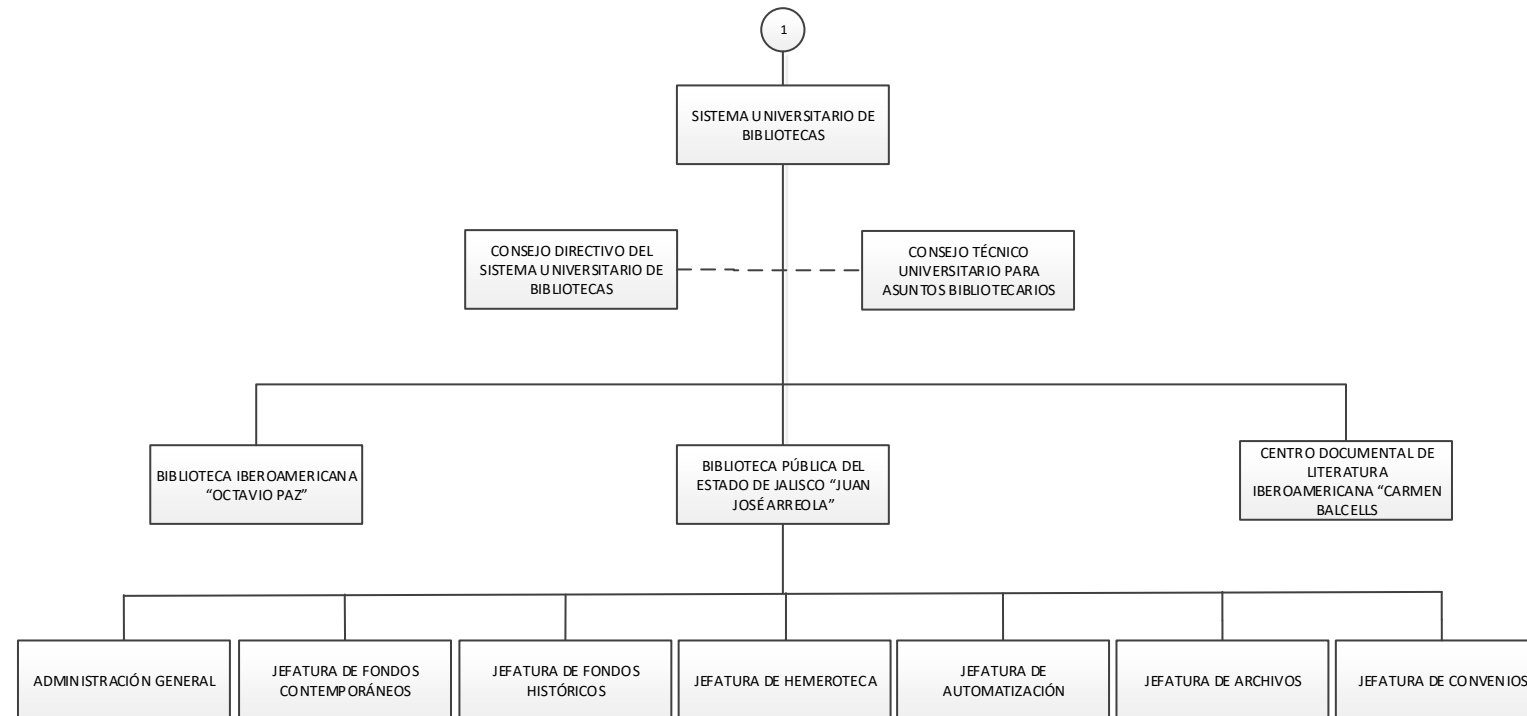 1
SISTEMA UNIVERSITARIO DE
BIBLIOTECAS
CONSEJO DIRECTIVO DEL
SISTEMA UNIVERSITARIO DE
BIBLIOTECAS
CONSEJO TÉCNICO
UNIVERSITARIO PARA
ASUNTOS BIBLIOTECARIOS
BIBLIOTECA IBEROAMERICANA
“OCTAVIO PAZ”
BIBLIOTECA PÚBLICA DEL
ESTADO DE JALISCO “JUAN
JOSÉ ARREOLA”
CENTRO DOCUMENTAL DE
LITERATURA
IBEROAMERICANA “CARMEN
BALCELLS
ADMINISTRACIÓN GENERAL
JEFATURA DE FONDOS
CONTEMPORÁNEOS
JEFATURA DE FONDOS
HISTÓRICOS
JEFATURA DE HEMEROTECA
JEFATURA DE
AUTOMATIZACIÓN
JEFATURA DE ARCHIVOS
JEFATURA DE CONVENIOS